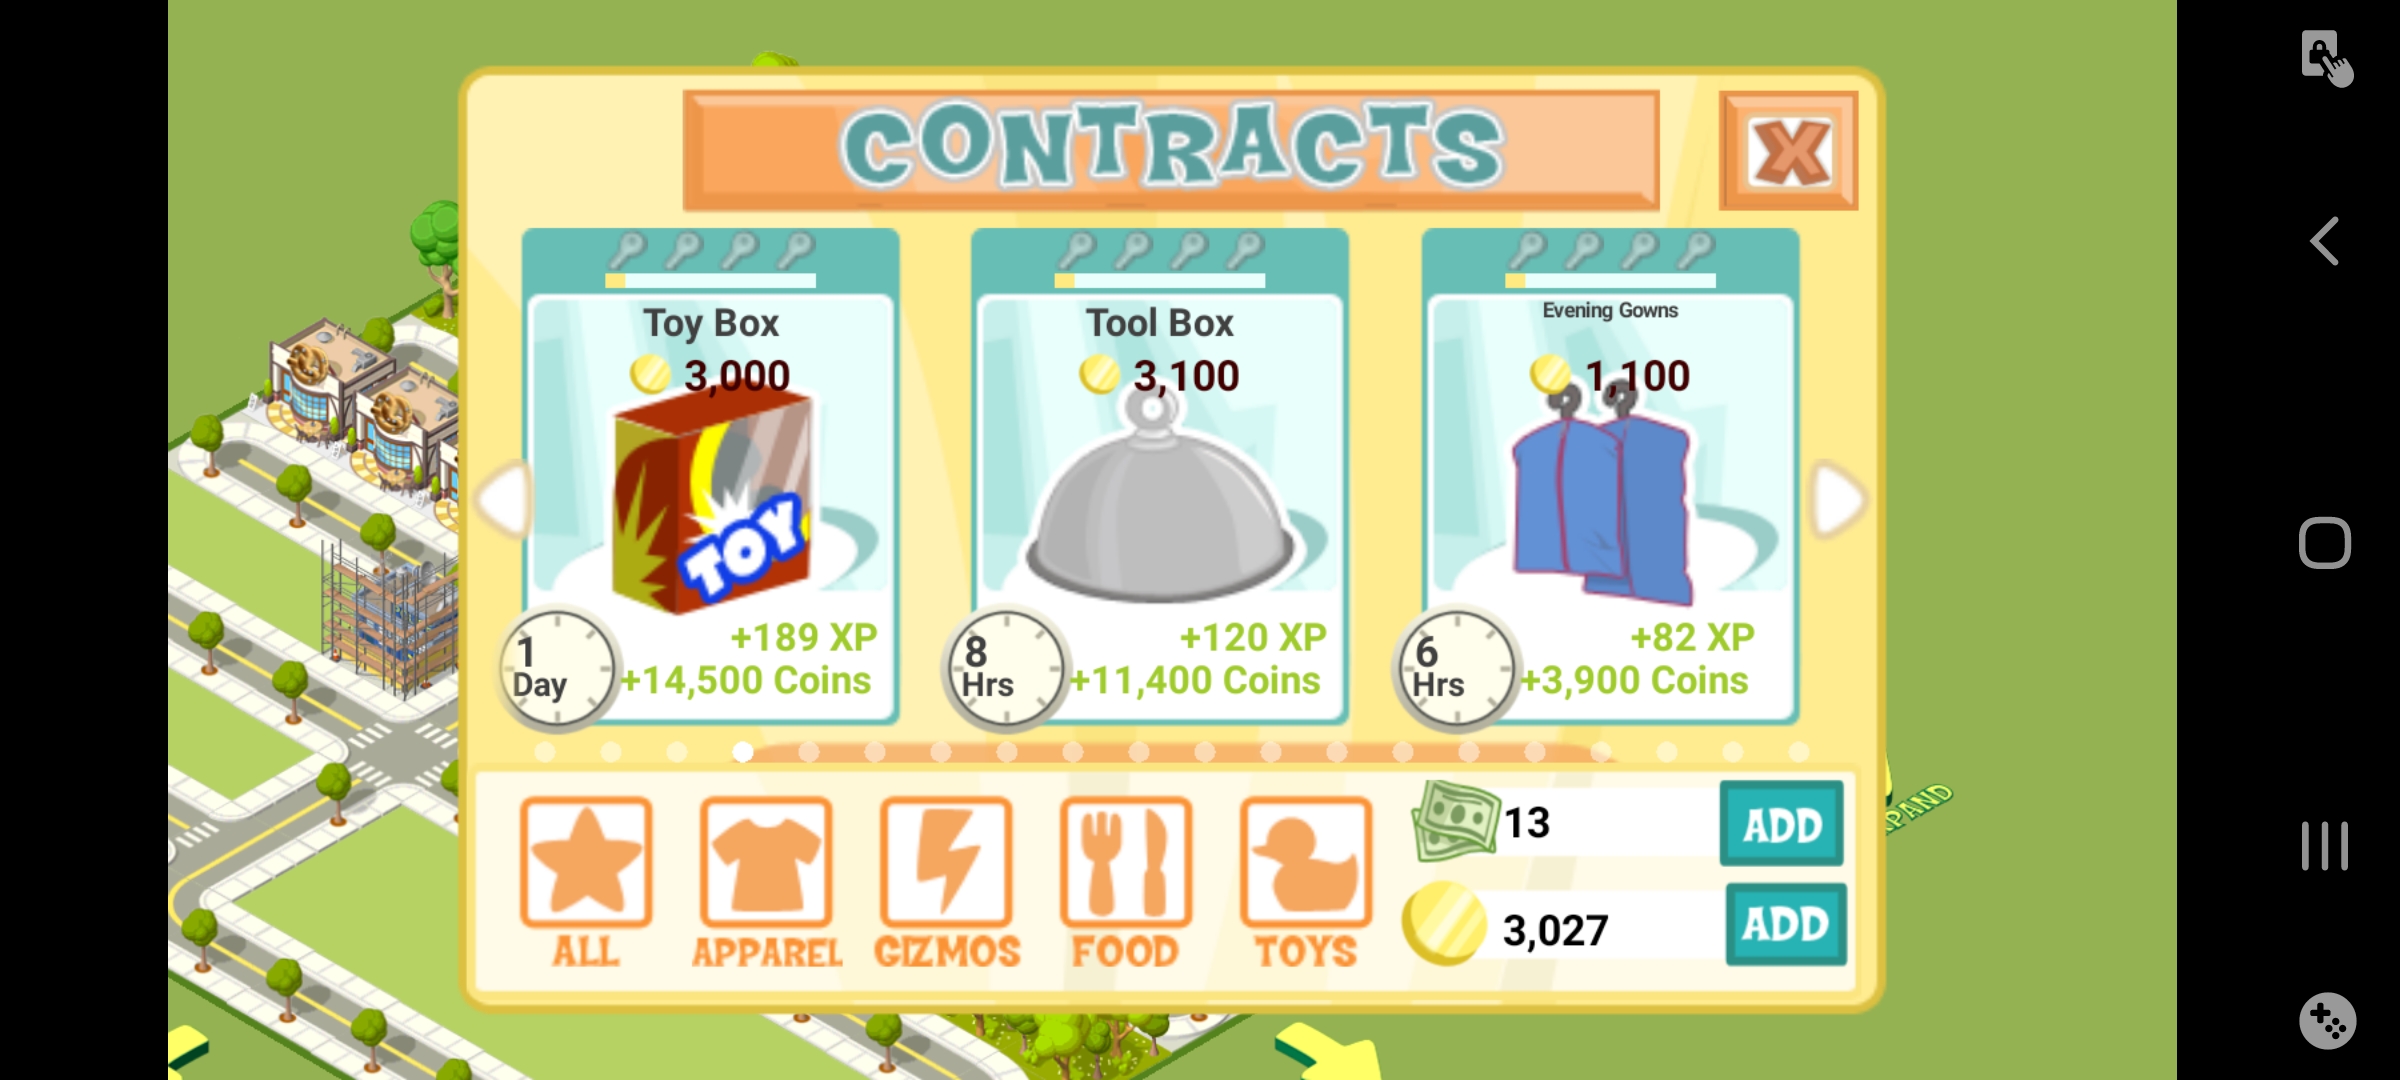 CONTRACTS
X
Toy Box
3,000
TOY
1
Day
+189 XP
+14,500 Coins
Tool Box
3,100
8
Hrs
+120 XP
+11,400 Coins
Evening Gowns
1,100
6
Hrs
+82 XP
+3,900 Coins
ALL
APPAREL
GIZMOS
FOOD
TOYS
13
ADD
3,027
ADD